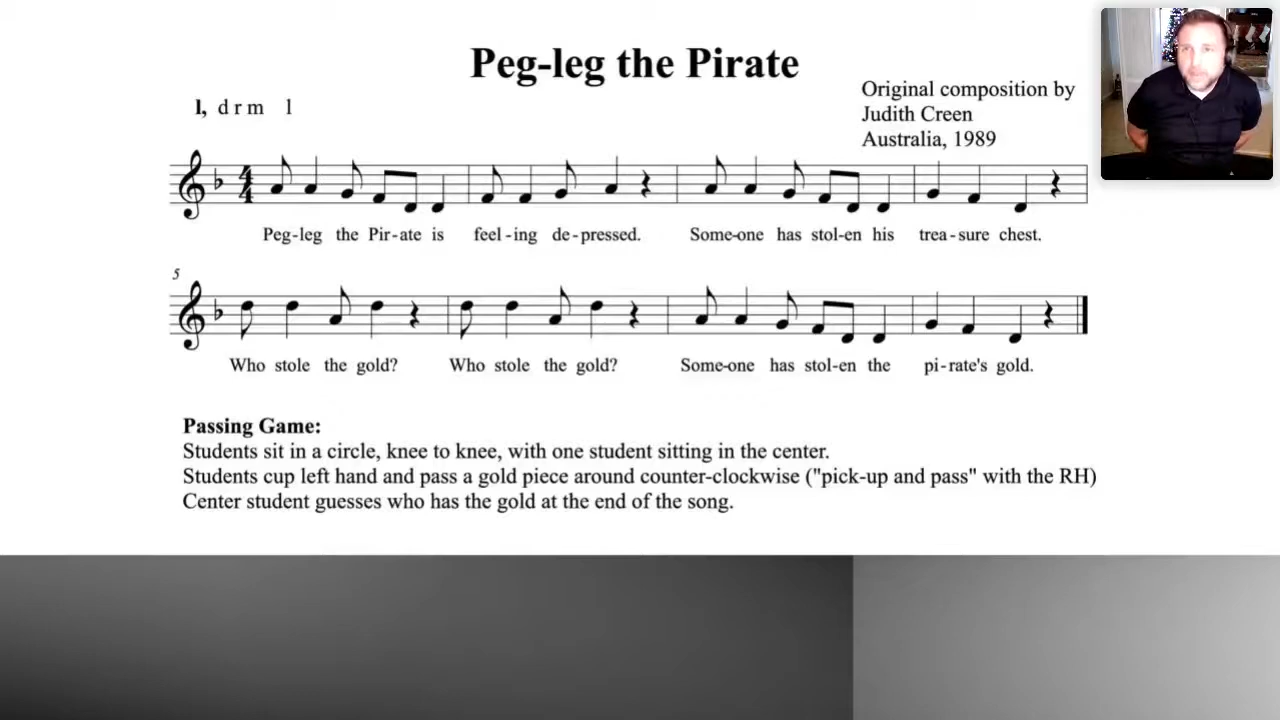 Peg-leg the Pirate
l, d r m l
Original composition by
Judith Creen
Australia, 1989
4
4
Peg-leg the Pir-ate is feel-ing de-pressed. Some-one has stol-en his trea-sure chest.
5
Who stole the gold? Who stole the gold? Some-one has stol-en the pi-rate's gold.
Passing Game:
Students sit in a circle, knee to knee, with one student sitting in the center.
Students cup left hand and pass a gold piece around counter-clockwise ("pick-up and pass" with the RH)
Center student guesses who has the gold at the end of the song.